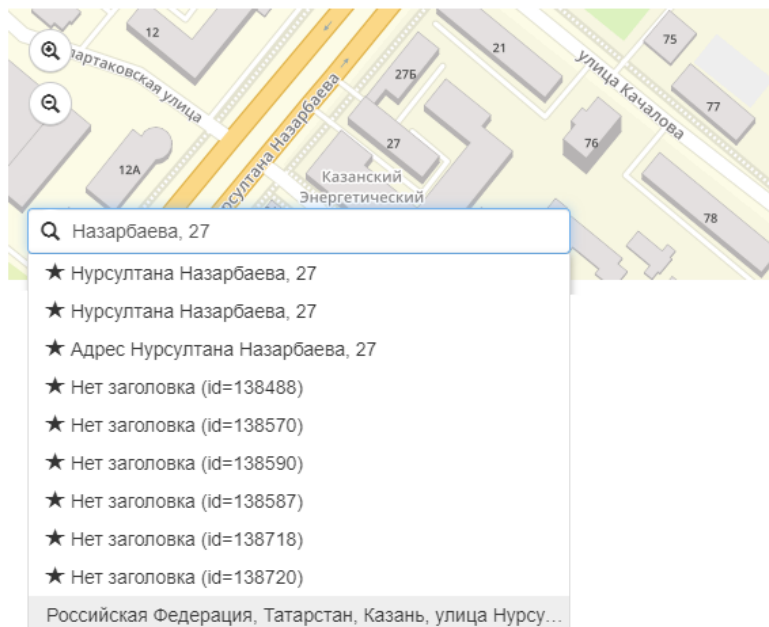 12
21
75
Спартаковская улица
27Б
улица Качалова
77
27
76
12А
Нурсултана Назарбаева
Казанский
Энергетический
78
Назарбаева, 27
★ Нурсултана Назарбаева, 27
★ Нурсултана Назарбаева, 27
★ Адрес Нурсултана Назарбаева, 27
★ Нет заголовка (id=138488)
★ Нет заголовка (id=138570)
★ Нет заголовка (id=138590)
★ Нет заголовка (id=138587)
★ Нет заголовка (id=138718)
★ Нет заголовка (id=138720)
Российская Федерация, Татарстан, Казань, улица Нурсу...